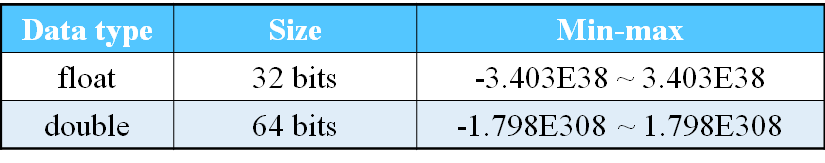 Data type Size Min-max
float 32 bits -3.403E38 ~ 3.403E38
double 64 bits -1.798E308 ~ 1.798E308